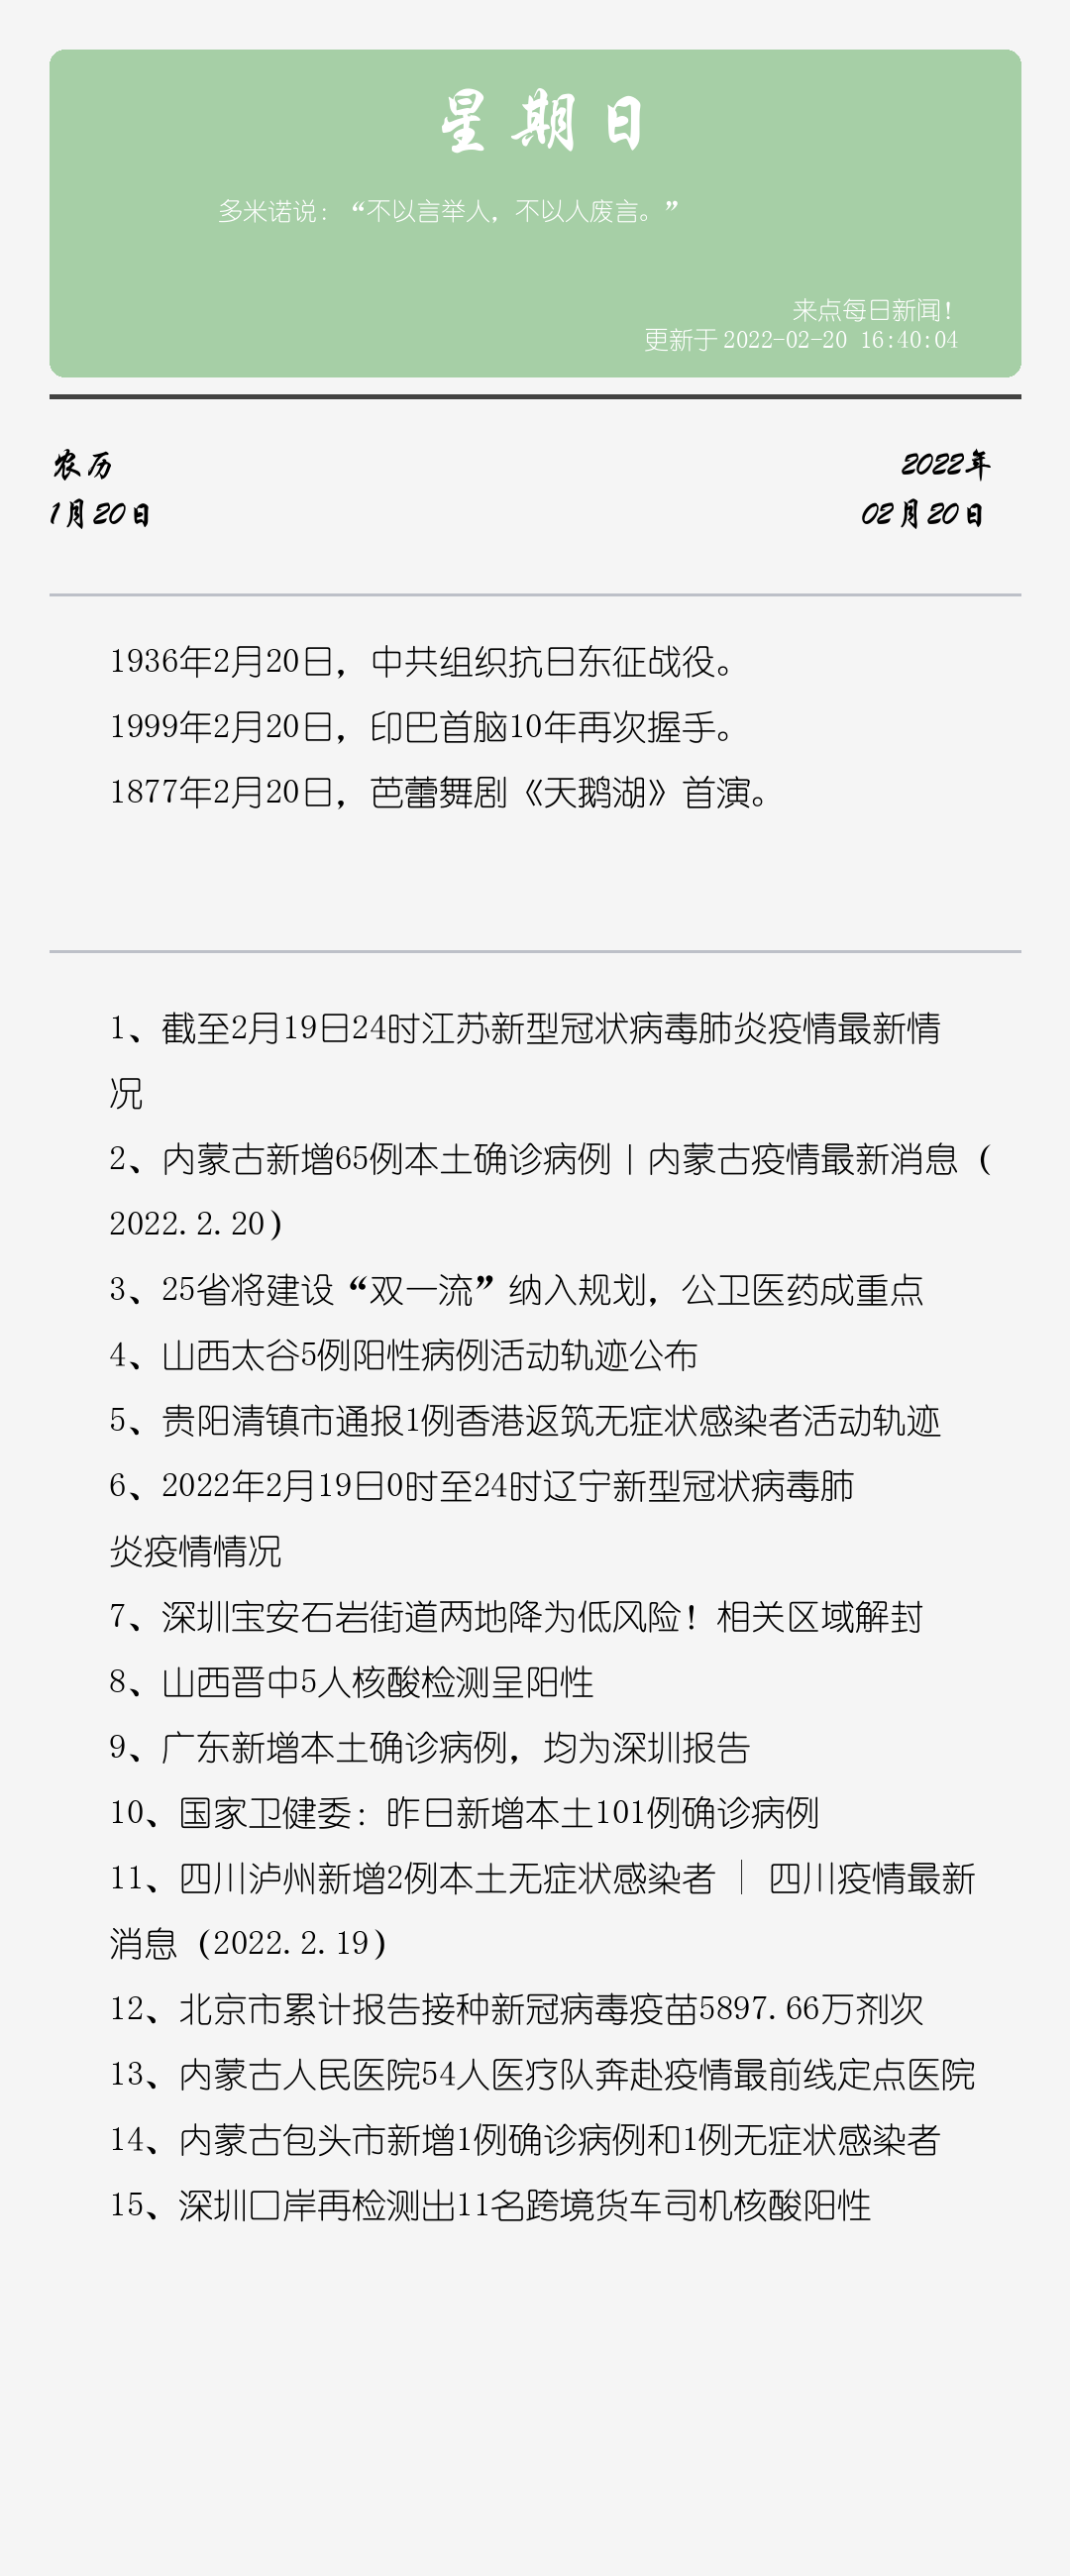 星期日
多米诺说：“不以言举人，不以人废言。”
来点每日新闻！
更新于 2022-02-20 16:40:04
农历
2022年
1月20日
02月20日
1936年2月20日，中共组织抗日东征战役。
1999年2月20日，印巴首脑10年再次握手。
1877年2月20日，芭蕾舞剧《天鹅湖》首演。
1、截至2月19日24时江苏新型冠状病毒肺炎疫情最新情
况
2、内蒙古新增65例本土确诊病例丨内蒙古疫情最新消息（
2022.2.20）
3、25省将建设“双一流”纳入规划，公卫医药成重点
4、山西太谷5例阳性病例活动轨迹公布
5、贵阳清镇市通报1例香港返筑无症状感染者活动轨迹
6、2022年2月19日0时至24时辽宁新型冠状病毒肺
炎疫情情况
7、深圳宝安石岩街道两地降为低风险！相关区域解封
8、山西晋中5人核酸检测呈阳性
9、广东新增本土确诊病例，均为深圳报告
10、国家卫健委：昨日新增本土101例确诊病例
11、四川泸州新增2例本土无症状感染者 │ 四川疫情最新
消息（2022.2.19）
12、北京市累计报告接种新冠病毒疫苗5897.66万剂次
13、内蒙古人民医院54人医疗队奔赴疫情最前线定点医院
14、内蒙古包头市新增1例确诊病例和1例无症状感染者
15、深圳口岸再检测出11名跨境货车司机核酸阳性